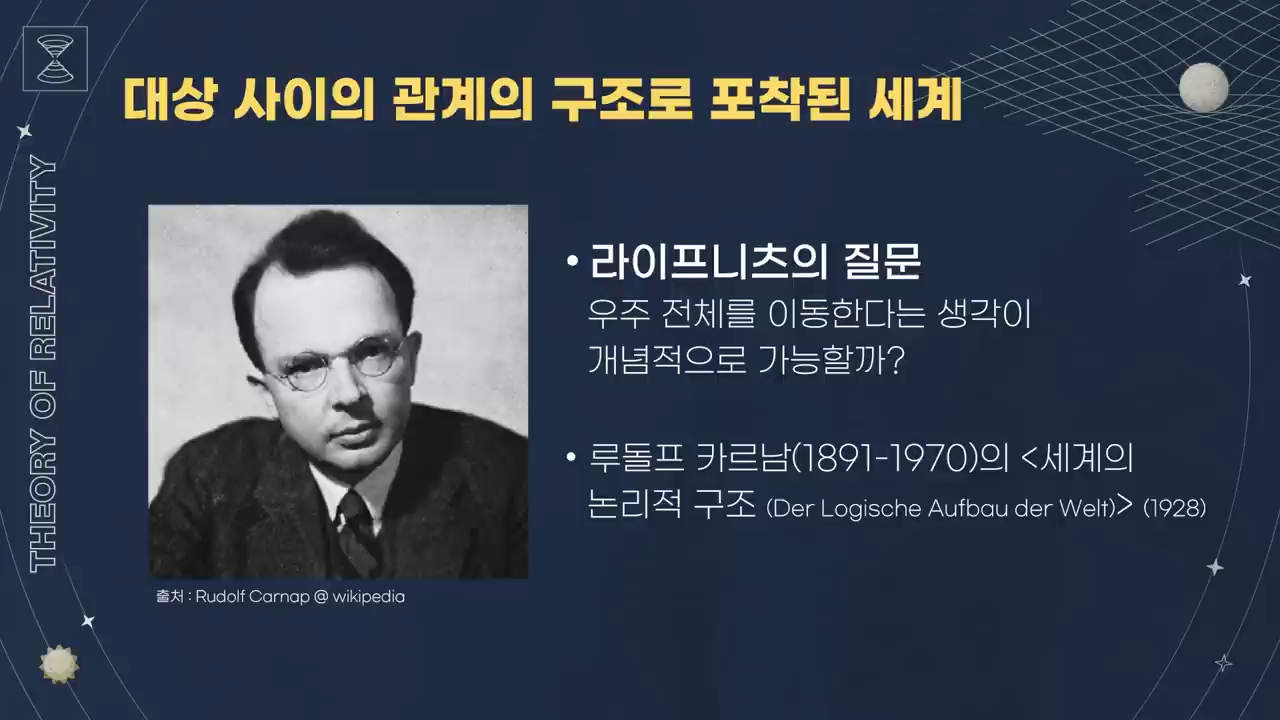 대상 사이의 관계의 구조로 포착된 세계
THEORY OF RELATIVITY
• 라이프니츠의 질문
우주 전체를 이동한다는 생각이
개념적으로 가능할까?
• 루돌프 카르남(1891-1970)의 <세계의
논리적 구조 (Der Logische Aufbau der Welt)> (1928)
출처 : Rudolf Carnap @ wikipedia